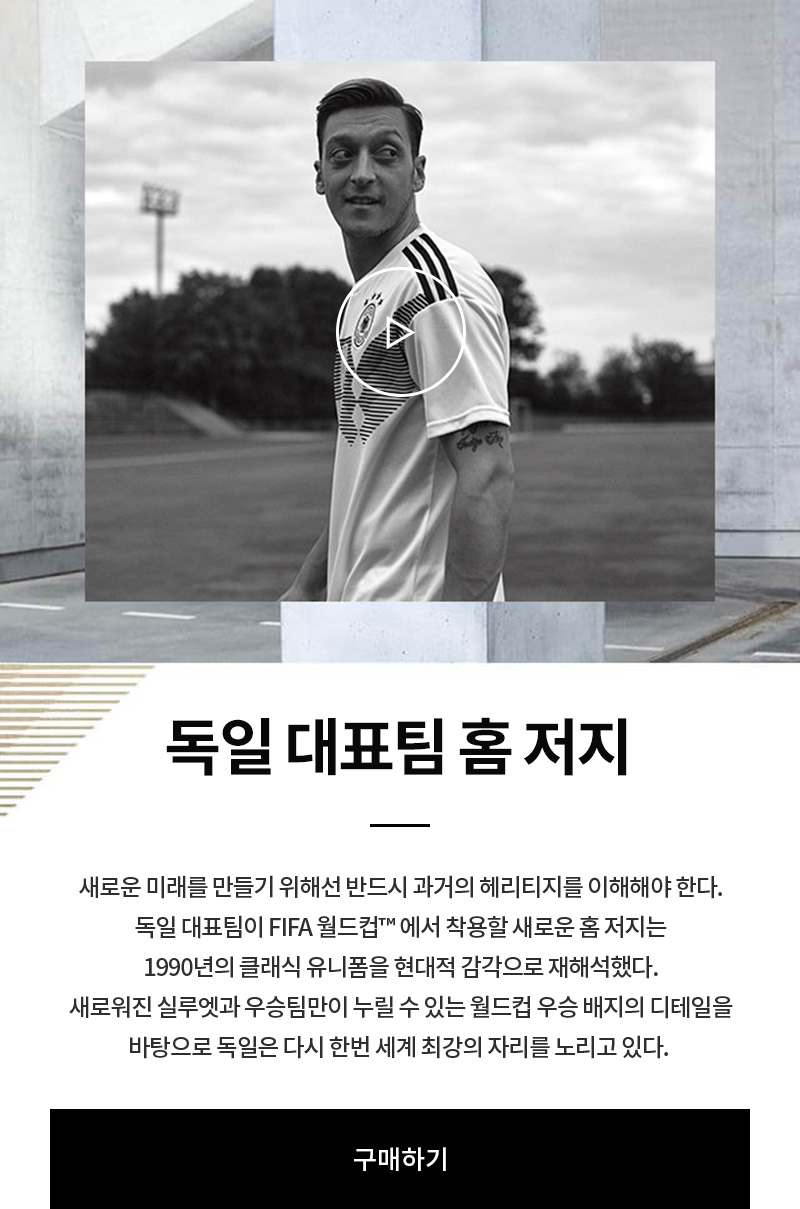 독일 대표팀 홈 저지
새로운 미래를 만들기 위해선 반드시 과거의 헤리티지를 이해해야 한다.
독일 대표팀이 FIFA 월드컵™ 에서 착용할 새로운 홈 저지는
1990년의 클래식 유니폼을 현대적 감각으로 재해석했다.
새로워진 실루엣과 우승팀만이 누릴 수 있는 월드컵 우승 배지의 디테일을
바탕으로 독일은 다시 한번 세계 최강의 자리를 노리고 있다.
구매하기